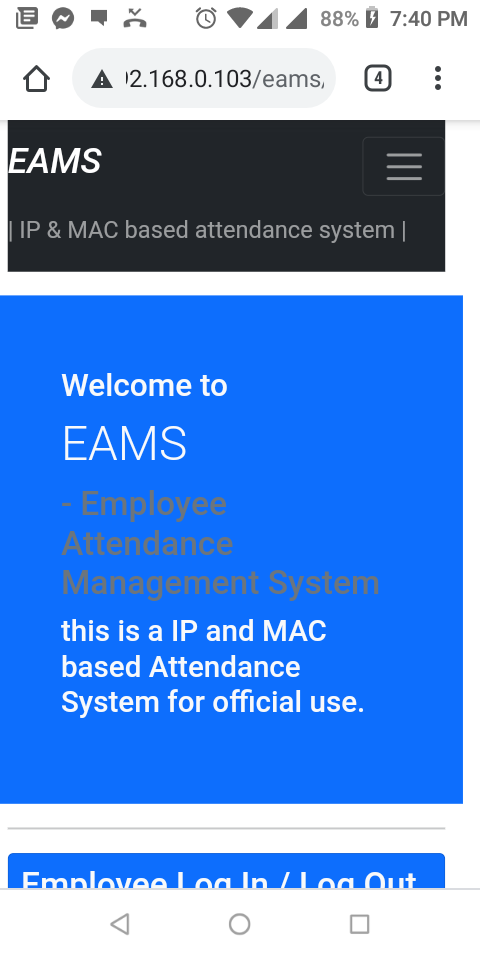 88% 7:40 PM
2.168.0.103/eams/
4
EAMS
| IP & MAC based attendance system |
Welcome to
EAMS
- Employee
Attendance
Management System
this is a IP and MAC
based Attendance
System for official use.
Employee Log In / Log Out